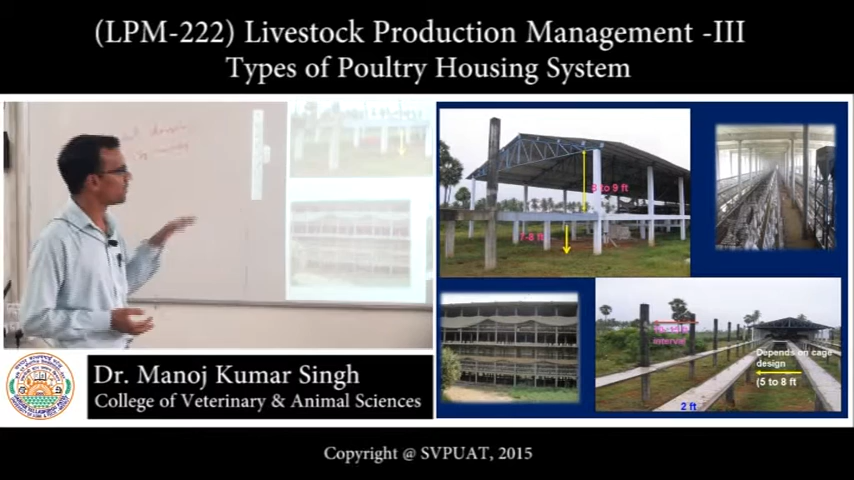 (LPM-222) Livestock Production Management -III
Types of Poultry Housing System
8 to 9 ft
7-8 ft
interval
Depends on cage
design
(5 to 8 ft
2 ft
Dr. Manoj Kumar Singh
College of Veterinary & Animal Sciences
Copyright @ SVPUAT, 2015